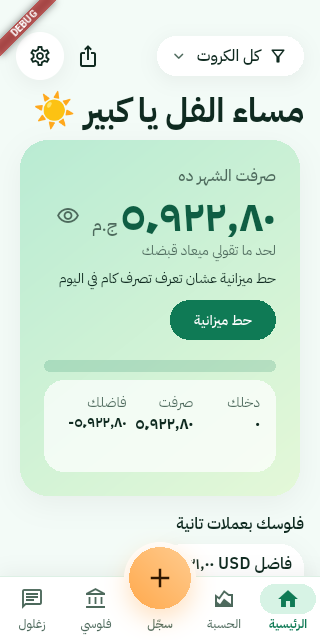 DEBUG
كل الكروت
مساء الفل يا كبير ☀️
صرفت الشهر ده
٥,٩٢٢,٨٠ ج.م
لحد ما تقولي ميعاد قبضك
حط ميزانية عشان تعرف تصرف كام في اليوم
حط ميزانية
دخلك صرفت فاضلك
٠ ٥,٩٢٢,٨٠ -٥,٩٢٢,٨٠
فلوسك بعملات تانية
فاضل USD
الرئيسية الحسبة سجّل فلوسي زغلول